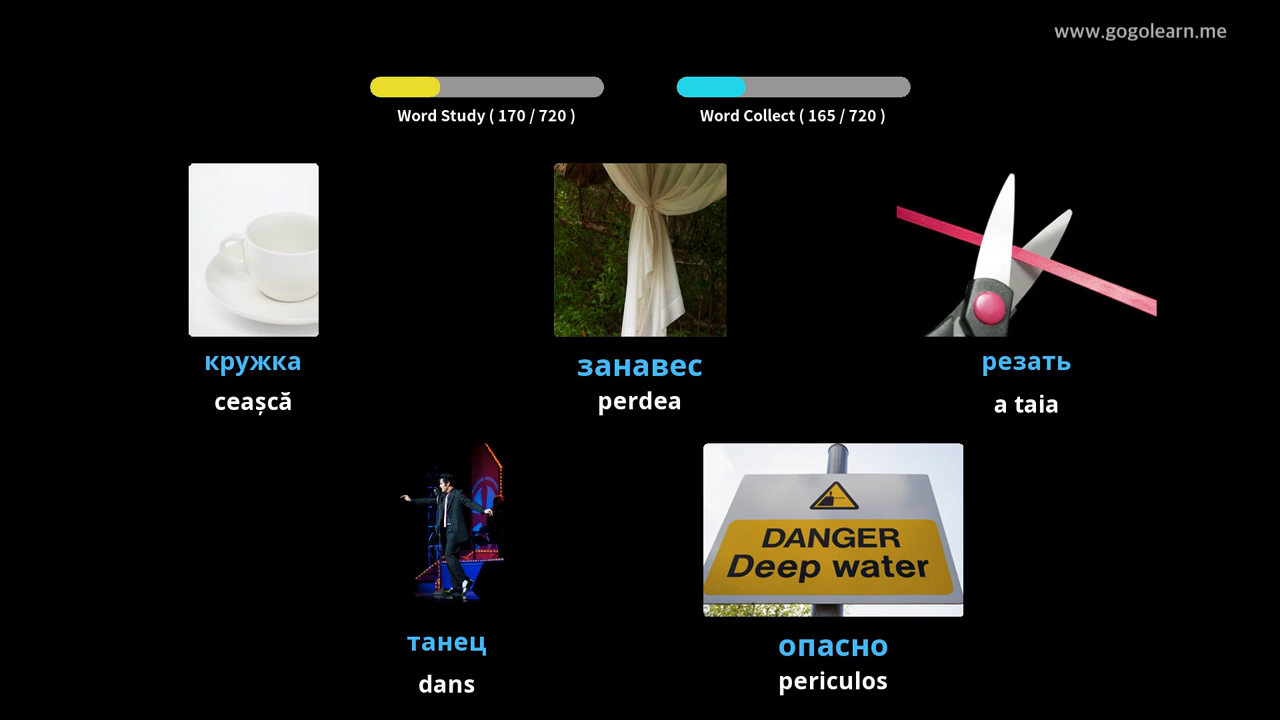 www.gogolearn.me
Word Study ( 170 / 720 )
Word Collect ( 165 / 720 )
кружка
ceașcă
занавес
perdea
резать
a taia
DANGER
Deep water
танец
dans
опасно
periculos